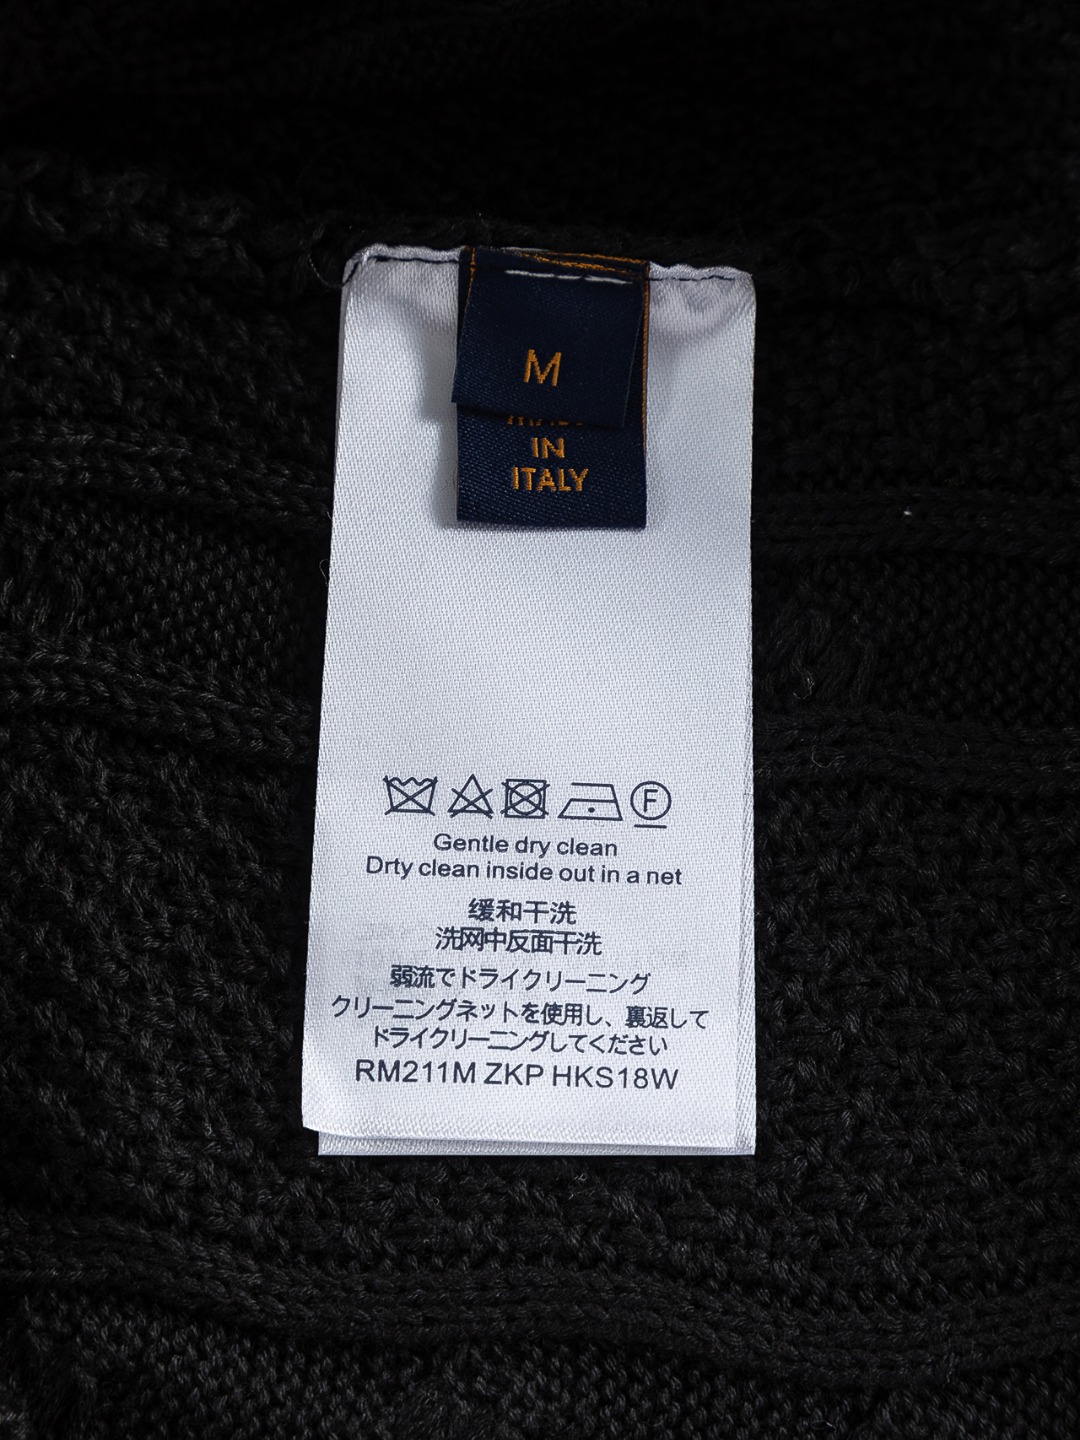 M
IN
ITALY
F
Gentle dry clean
Drty clean inside out in a net
缓和干洗
洗网中反面干洗
弱流でドライクリーニング
クリーニングネットを使用し、裏返して
ドライクリーニングしてください
RM211M ZKP HKS18W